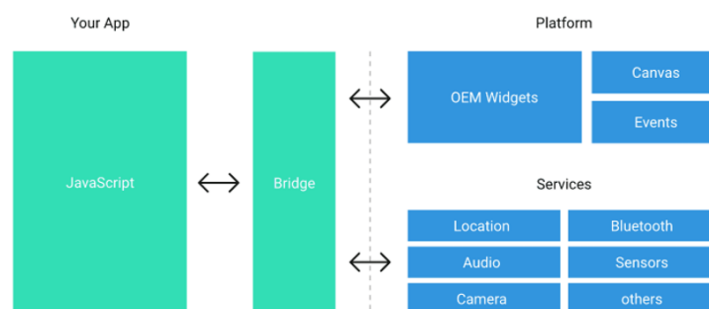 Your App
Platform
JavaScript
Bridge
OEM Widgets
Canvas
Events
Services
Location
Bluetooth
Audio
Sensors
Camera
others